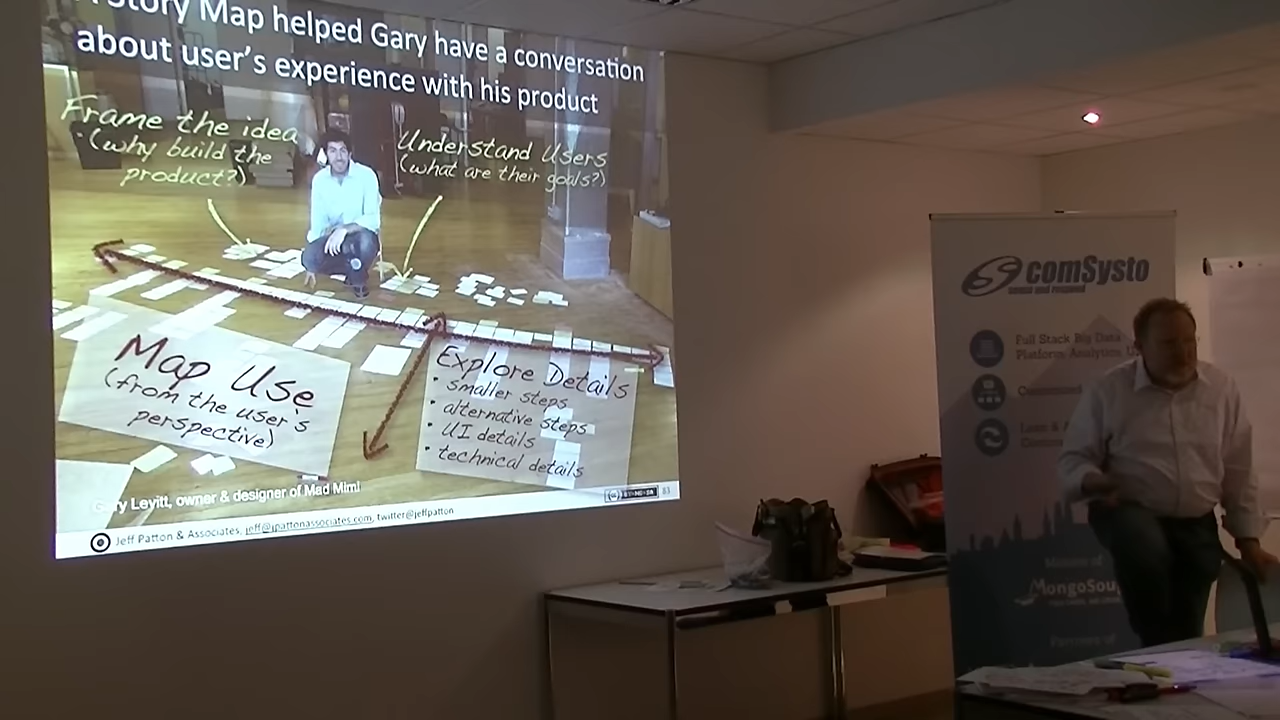 Story Map helped Gary have a conversation
about user's experience with his product
Frame the idea
(why build the
product?)
Understand Users
(what are their goals?)
Map Use
(from the user's
perspective)
Explore Details
• smaller steps
• alternative steps
• UI details
• technical details
Gary Levitt, owner & designer of Mad Mimi
83
Jeff Patton & Associates, jeff@jpattonassociates.com, twitter@jeffpatton
comSysto
Full Stack Big Data
Platform, Analytics,
Lean &
MongoSoup